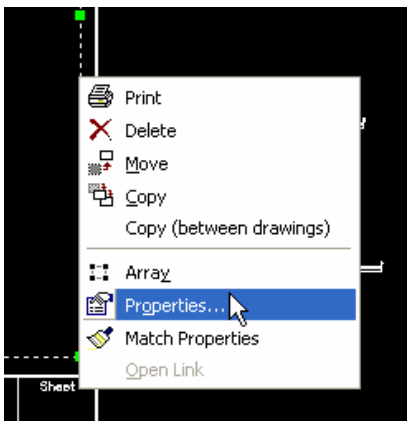 Print
Delete
Move
Copy
Copy (between drawings)
Array
Properties...
Match Properties
Open Link
Sheet